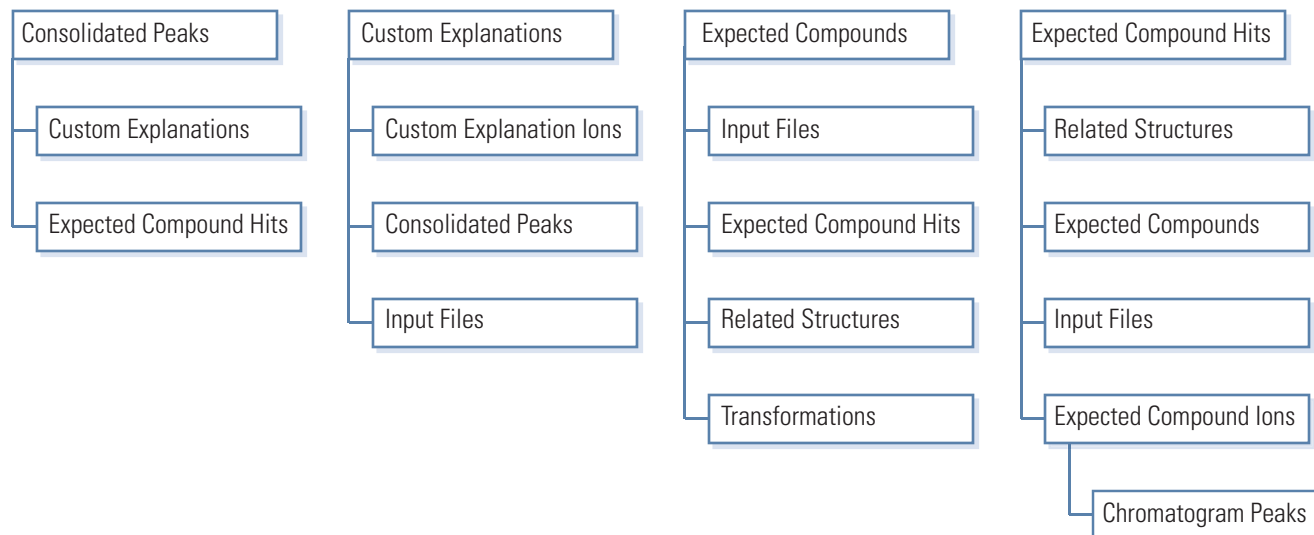 Consolidated Peaks
Custom Explanations
Expected Compound Hits
Custom Explanations
Custom Explanation Ions
Consolidated Peaks
Input Files
Expected Compounds
Input Files
Expected Compound Hits
Related Structures
Transformations
Expected Compound Hits
Related Structures
Expected Compounds
Input Files
Expected Compound Ions
Chromatogram Peaks